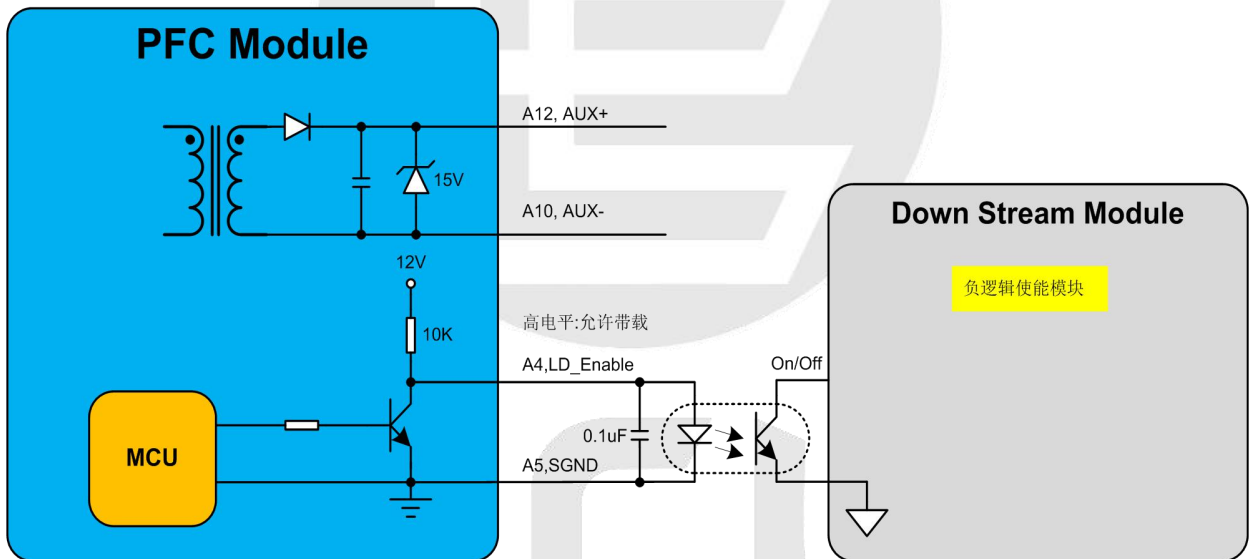 PFC Module
A12, AUX+
15V
A10, AUX-
12V
10K
高电平:允许带载
A4,LD_Enable
0.1uF
A5,SGND
MCU
On/Off
Down Stream Module
负逻辑使能模块